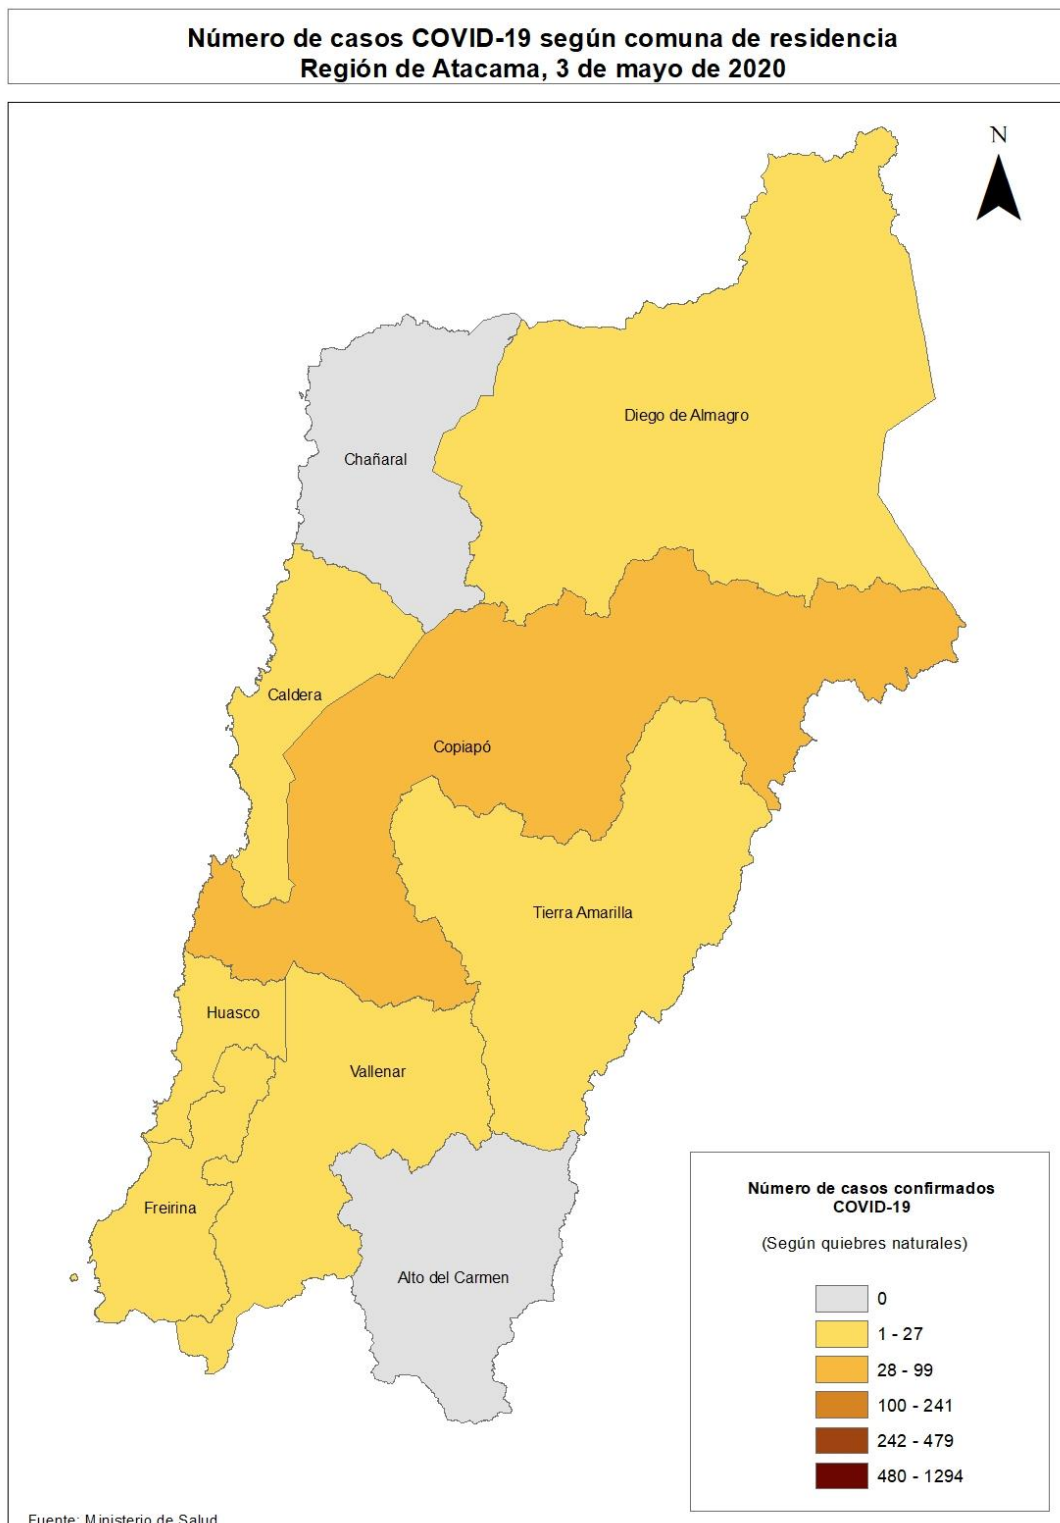 Número de casos COVID-19 según comuna de residencia
Región de Atacama, 3 de mayo de 2020
N
Diego de Almagro
Chañaral
Caldera
Copiapó
Tierra Amarilla
Huasco
Vallenar
Freirina
Alto del Carmen
Número de casos confirmados
COVID-19
(Según quiebres naturales)
0
1 - 27
28 - 99
100 - 241
242 - 479
480 - 1294
Fuente: Ministerio de Salud